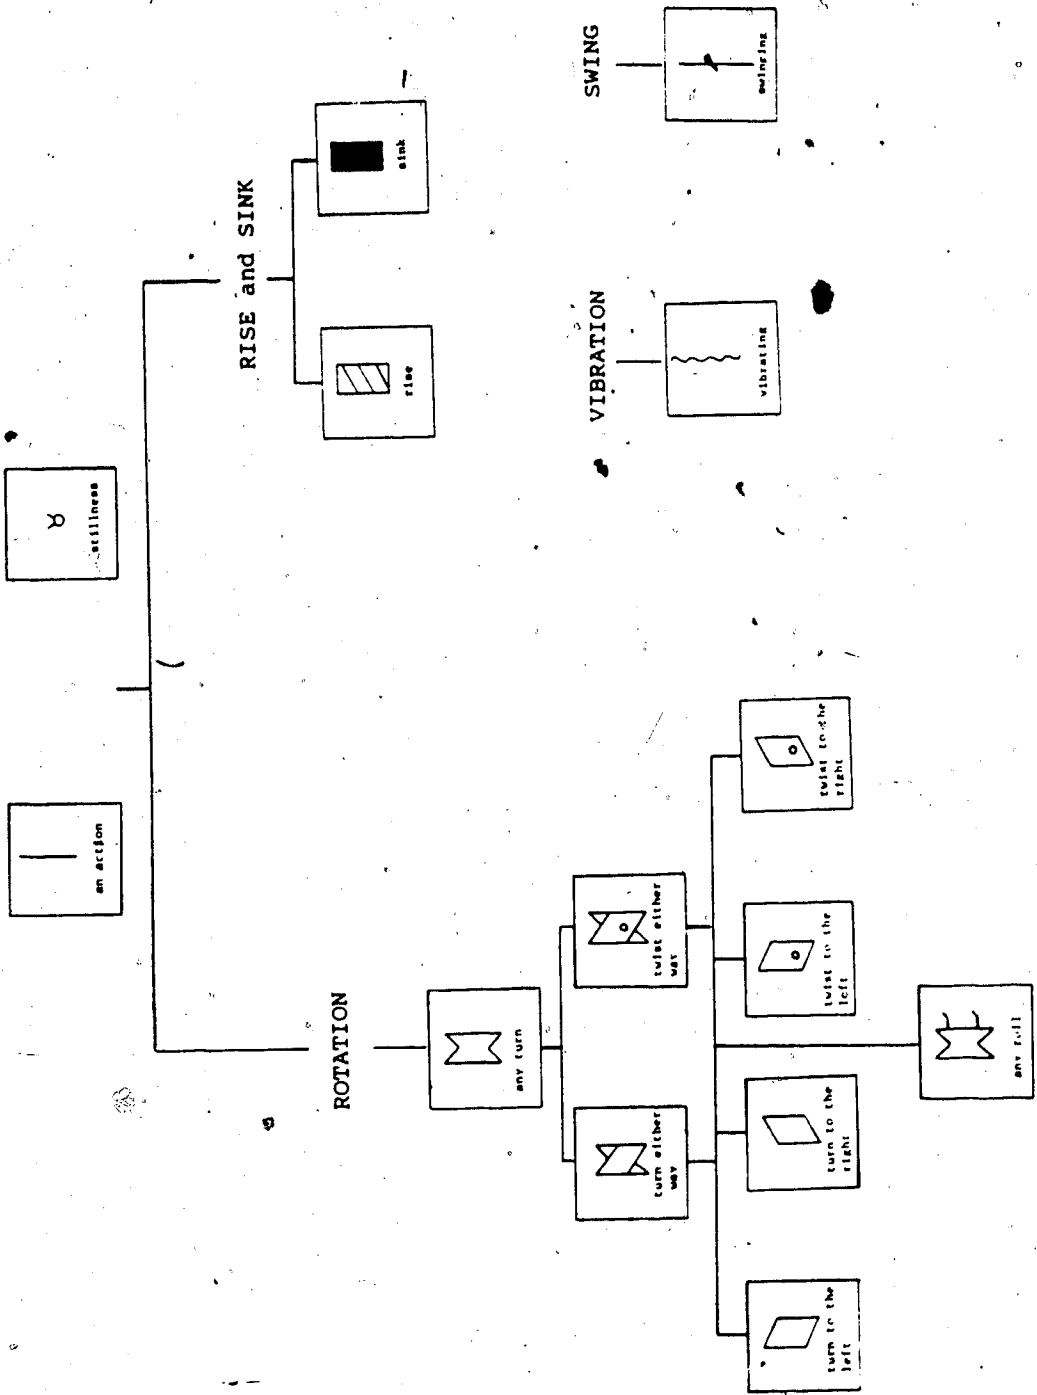 an action
stillness
ROTATION
RISE and SINK
any turn
rise
sink
turn either
way
twist either
way
VIBRATION
SWING
vibrating
swinging
turn to the
left
turn to the
right
twist to the
left
twist to the
right
any roll